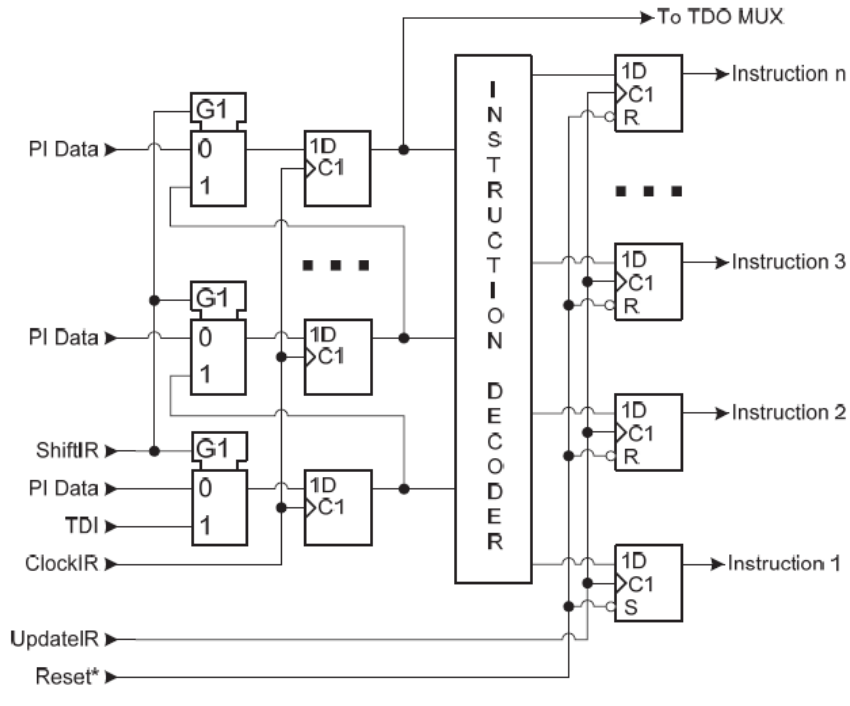 To TDO MUX
INSTRUCTION DECODER
1D
C1
R
Instruction n
G1
PI Data
0
1
1D
C1
1D
C1
R
Instruction 3
G1
PI Data
0
1
1D
C1
1D
C1
R
Instruction 2
ShiftIR
G1
PI Data
0
TDI
1
1D
C1
ClockIR
1D
C1
S
Instruction 1
UpdateIR
Reset*